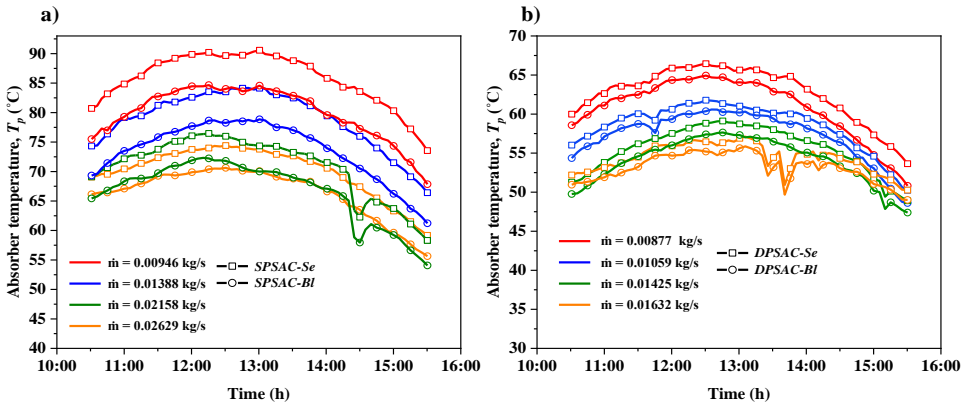 a)
Absorber temperature, Tp (°C)
90
85
80
75
70
65
60
55
50
45
40
ṁ = 0.00946 kg/s
ṁ = 0.01388 kg/s
ṁ = 0.02158 kg/s
ṁ = 0.02629 kg/s
SPSAC-Se
SPSAC-Bl
10:00 11:00 12:00 13:00 14:00 15:00 16:00
Time (h)
b)
Absorber temperature, Tp (°C)
70
65
60
55
50
45
40
35
30
ṁ = 0.00877 kg/s
ṁ = 0.01059 kg/s
ṁ = 0.01425 kg/s
ṁ = 0.01632 kg/s
DPSAC-Se
DPSAC-Bl
10:00 11:00 12:00 13:00 14:00 15:00 16:00
Time (h)